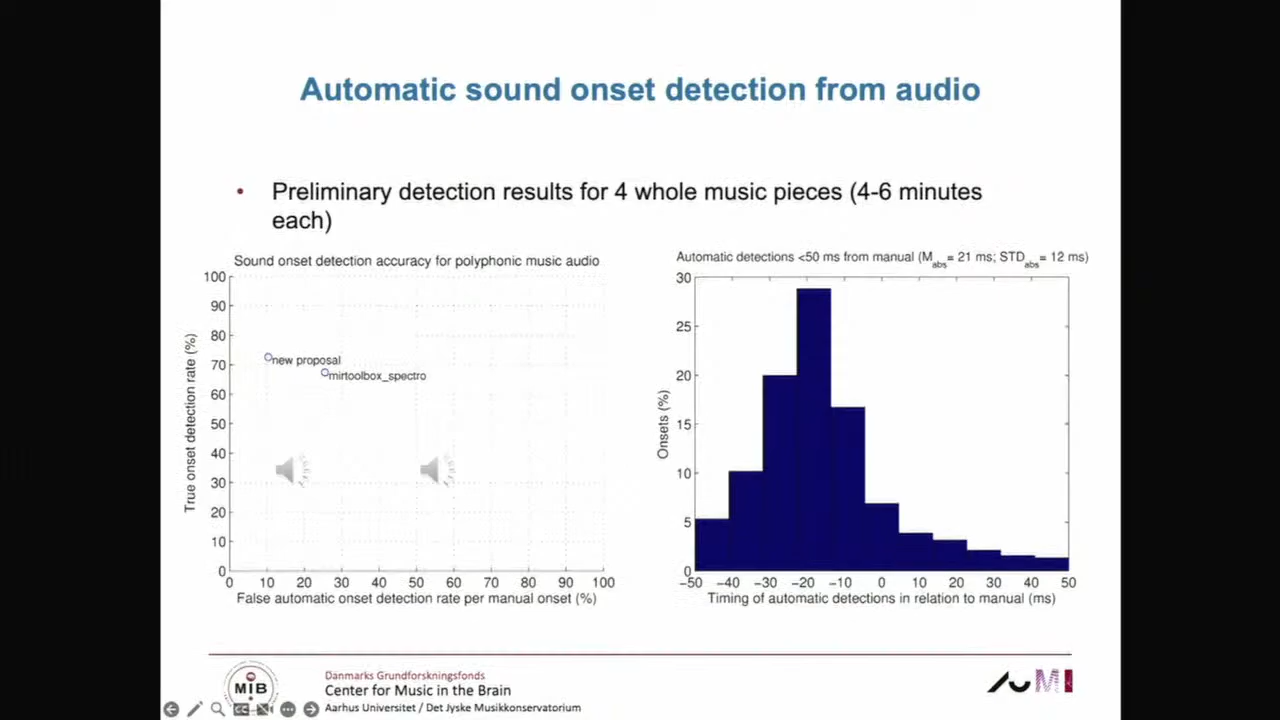 Automatic sound onset detection from audio
• Preliminary detection results for 4 whole music pieces (4-6 minutes
each)
Sound onset detection accuracy for polyphonic music audio
100
90
80
70
60
50
40
30
20
10
0
True onset detection rate (%)
new proposal
mirtoolbox_spectro
0 10 20 30 40 50 60 70 80 90 100
False automatic onset detection rate per manual onset (%)
Automatic detections <50 ms from manual (Mabs= 21 ms; STDabs= 12 ms)
30
25
20
15
10
5
0
Onsets (%)
−50 −40 −30 −20 −10 0 10 20 30 40 50
Timing of automatic detections in relation to manual (ms)
MIB
Danmarks Grundforskningsfonds
Center for Music in the Brain
Aarhus Universitet / Det Jyske Musikkonservatorium
CC